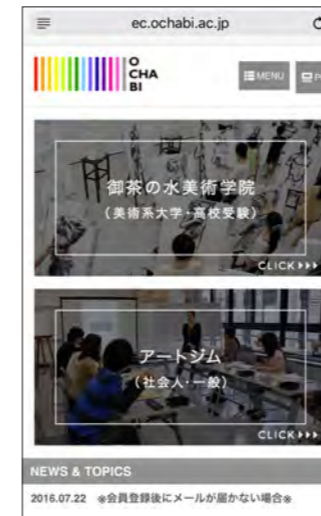 ec.ochabi.ac.jp
O
CHA
BI
MENU
御茶の水美術学院
(美術系大学・高校受験)
CLICK
アートジム
(社会人・一般)
CLICK
NEWS & TOPICS
2016.07.22 ※会員登録後にメールが届かない場合※